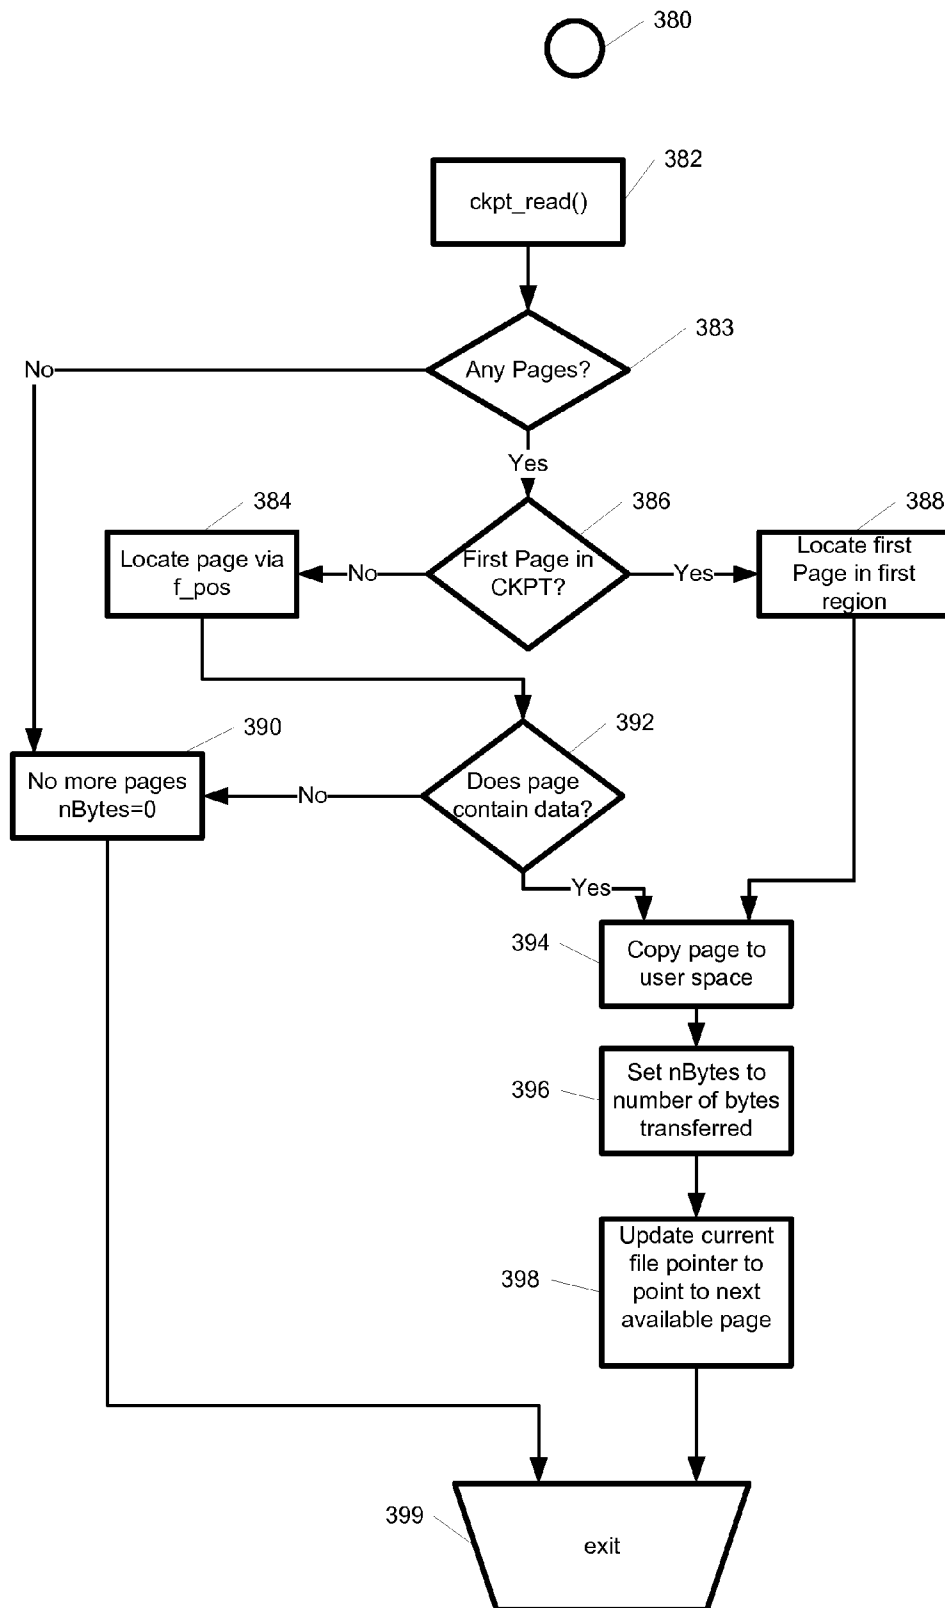 380
382
ckpt_read()
383
Any Pages?
No
Yes
384
386
388
Locate page via
f_pos
No
First Page in
CKPT?
Yes
Locate first
Page in first
region
390
392
No more pages
nBytes=0
No
Does page
contain data?
Yes
394
Copy page to
user space
396
Set nBytes to
number of bytes
transferred
398
Update current
file pointer to
point to next
available page
399
exit